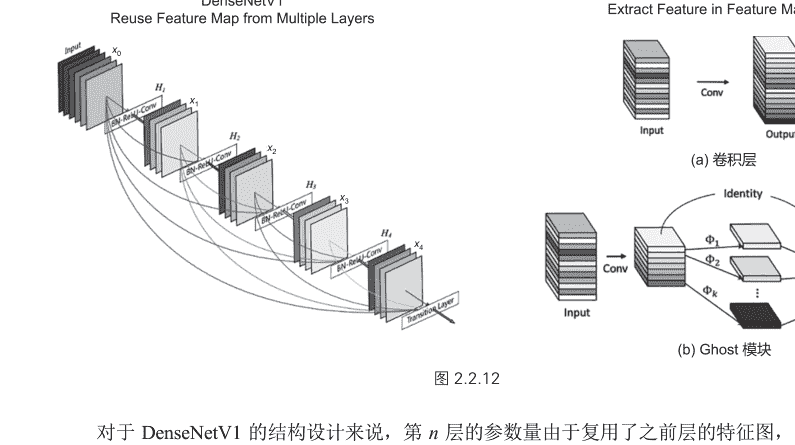 DenseNetV1
Reuse Feature Map from Multiple Layers
Input
x0
H1
BN-ReLU-Conv
x1
H2
BN-ReLU-Conv
x2
H3
BN-ReLU-Conv
x3
H4
BN-ReLU-Conv
x4
Transition Layer
Extract Feature in Feature Ma
Input
Conv
Output
(a) 卷积层
Identity
Input
Conv
Φ1
Φ2
Φk
(b) Ghost 模块
图 2.2.12
对于 DenseNetV1 的结构设计来说，第 n 层的参数量由于复用了之前层的特征图，